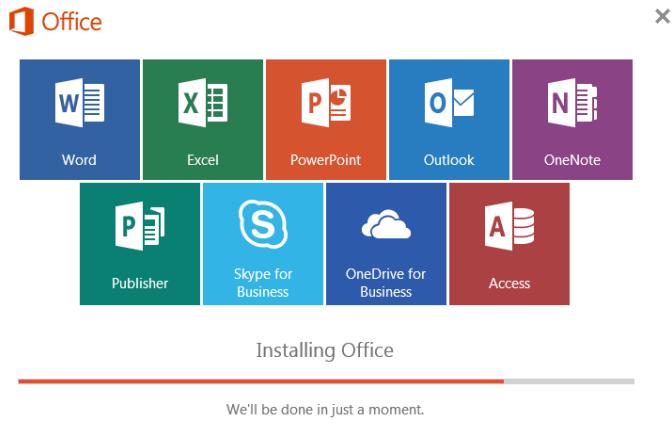 Office
W
Word
X
Excel
P
PowerPoint
O
Outlook
N
OneNote
P
Publisher
S
Skype for
Business
OneDrive for
Business
A
Access
Installing Office
We'll be done in just a moment.